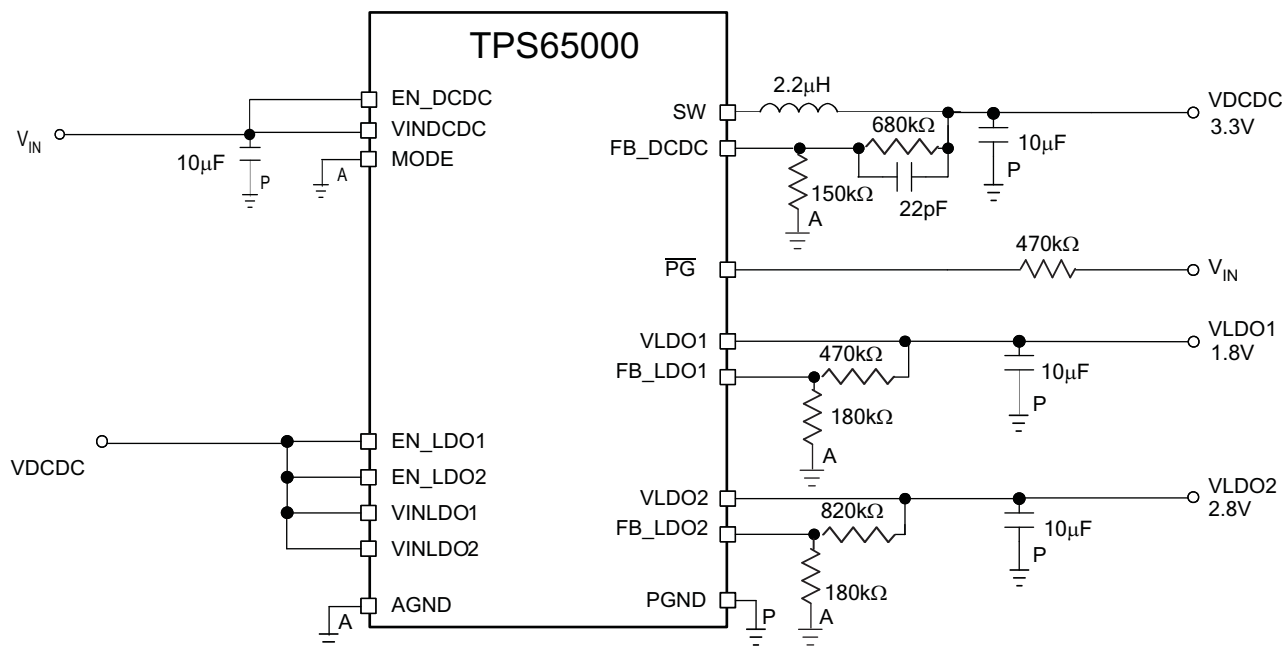 TPS65000
EN_DCDC
VINDCDC
MODE
V_IN
10μF
P
A
SW
2.2μH
VDCDC
3.3V
FB_DCDC
680kΩ
10μF
P
150kΩ
22pF
A
PG
470kΩ
V_IN
VLDO1
VLDO1
1.8V
FB_LDO1
470kΩ
10μF
P
180kΩ
A
VDCDC
EN_LDO1
EN_LDO2
VINLDO1
VINLDO2
VLDO2
VLDO2
2.8V
FB_LDO2
820kΩ
10μF
P
180kΩ
A
AGND
A
PGND
P